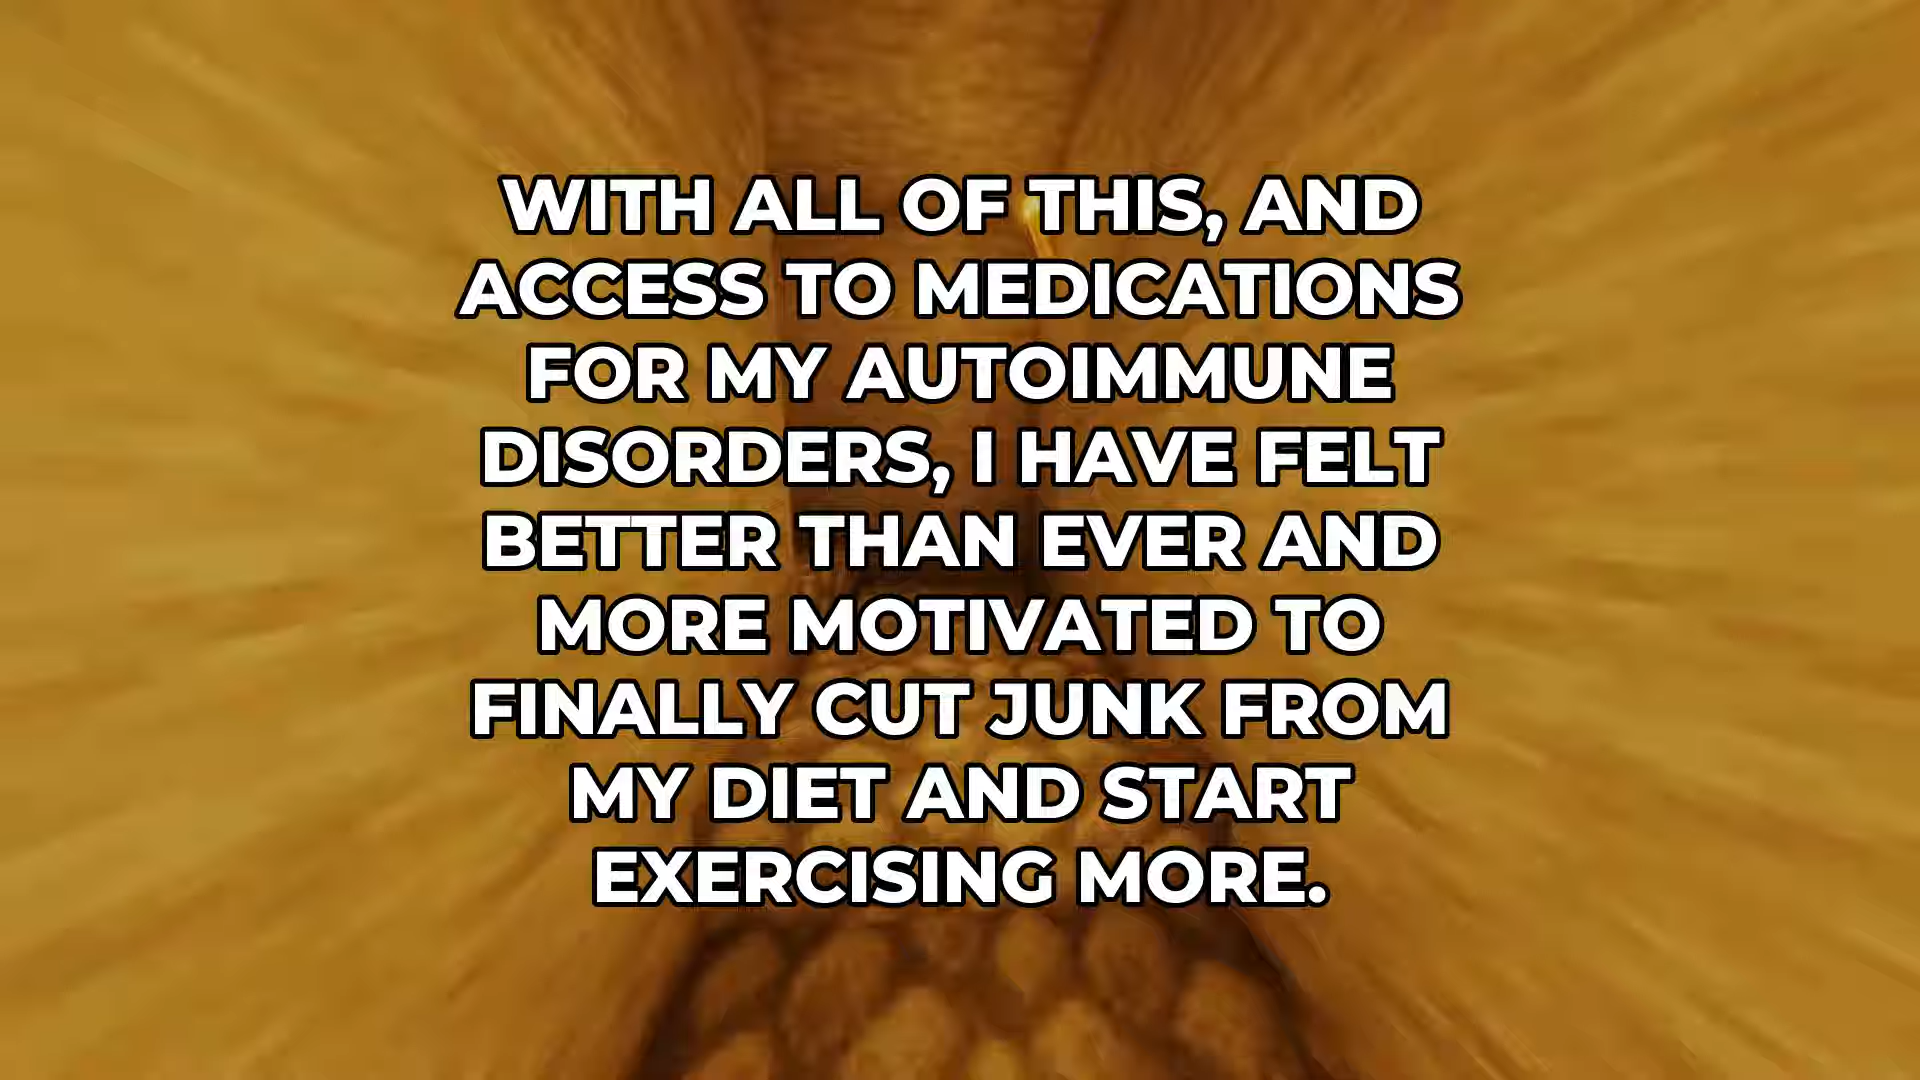 WITH ALL OF THIS, AND
ACCESS TO MEDICATIONS
FOR MY AUTOIMMUNE
DISORDERS, I HAVE FELT
BETTER THAN EVER AND
MORE MOTIVATED TO
FINALLY CUT JUNK FROM
MY DIET AND START
EXERCISING MORE.